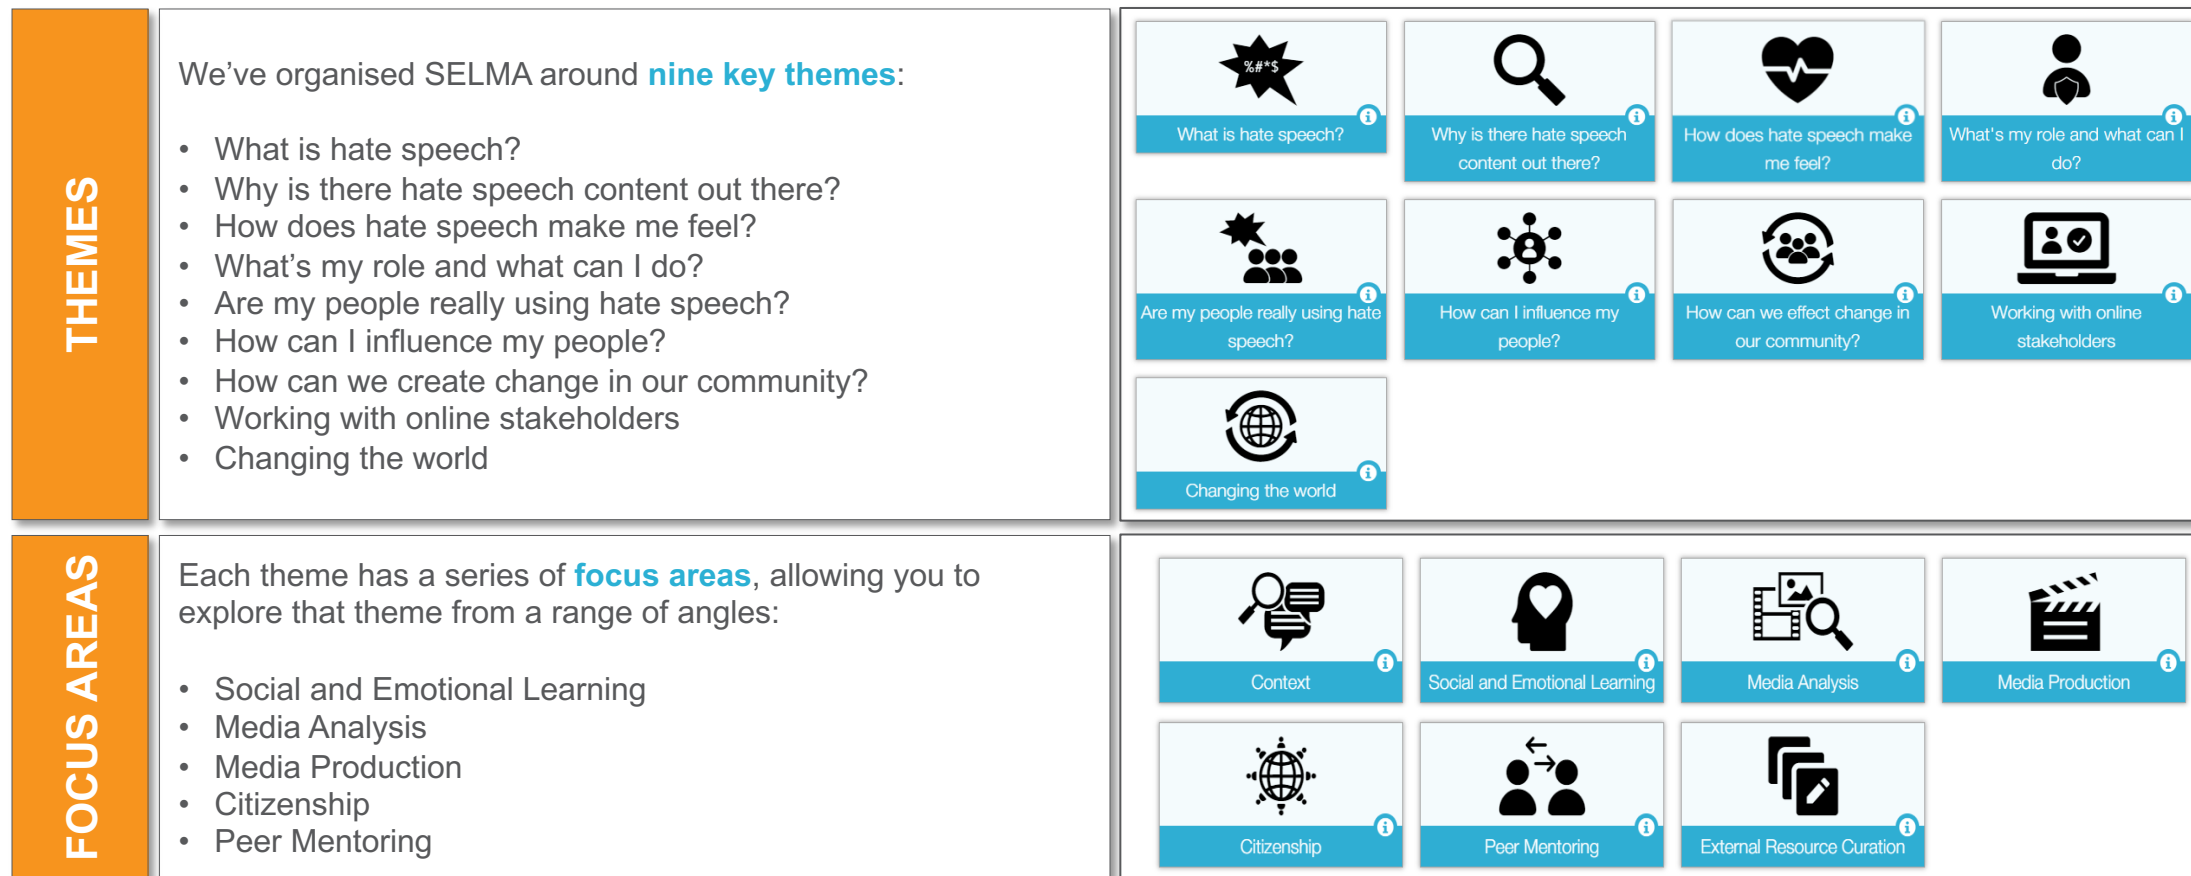 THEMES
We've organised SELMA around nine key themes:
• What is hate speech?
• Why is there hate speech content out there?
• How does hate speech make me feel?
• What's my role and what can I do?
• Are my people really using hate speech?
• How can I influence my people?
• How can we create change in our community?
• Working with online stakeholders
• Changing the world
%#*$
What is hate speech?
Why is there hate speech
content out there?
How does hate speech make
me feel?
What's my role and what can I
do?
Are my people really using hate
speech?
How can I influence my
people?
How can we effect change in
our community?
Working with online
stakeholders
Changing the world
FOCUS AREAS
Each theme has a series of focus areas, allowing you to
explore that theme from a range of angles:
• Social and Emotional Learning
• Media Analysis
• Media Production
• Citizenship
• Peer Mentoring
Context
Social and Emotional Learning
Media Analysis
Media Production
Citizenship
Peer Mentoring
External Resource Curation